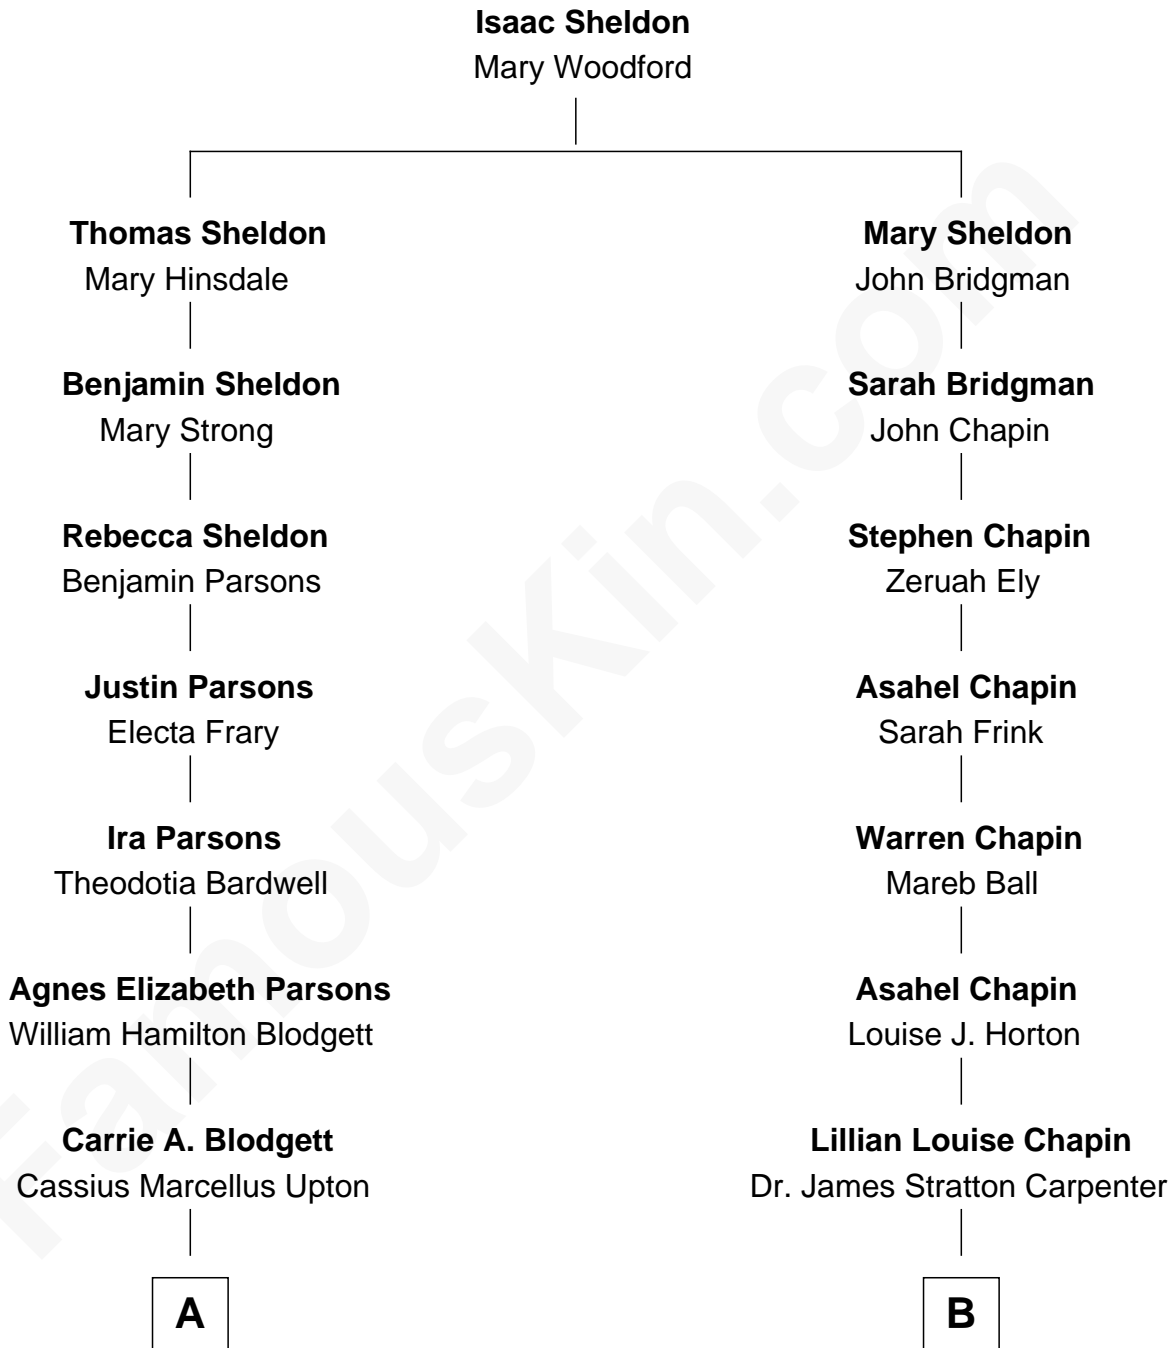 Isaac Sheldon
Mary Woodford
Thomas Sheldon
Mary Hinsdale
Mary Sheldon
John Bridgman
Benjamin Sheldon
Mary Strong
Sarah Bridgman
John Chapin
Rebecca Sheldon
Benjamin Parsons
Stephen Chapin
Zeruah Ely
Justin Parsons
Electa Frary
Asahel Chapin
Sarah Frink
Ira Parsons
Theodotia Bardwell
Warren Chapin
Mareb Ball
Agnes Elizabeth Parsons
William Hamilton Blodgett
Asahel Chapin
Louise J. Horton
Carrie A. Blodgett
Cassius Marcellus Upton
Lillian Louise Chapin
Dr. James Stratton Carpenter
A
B
FamousKin.com